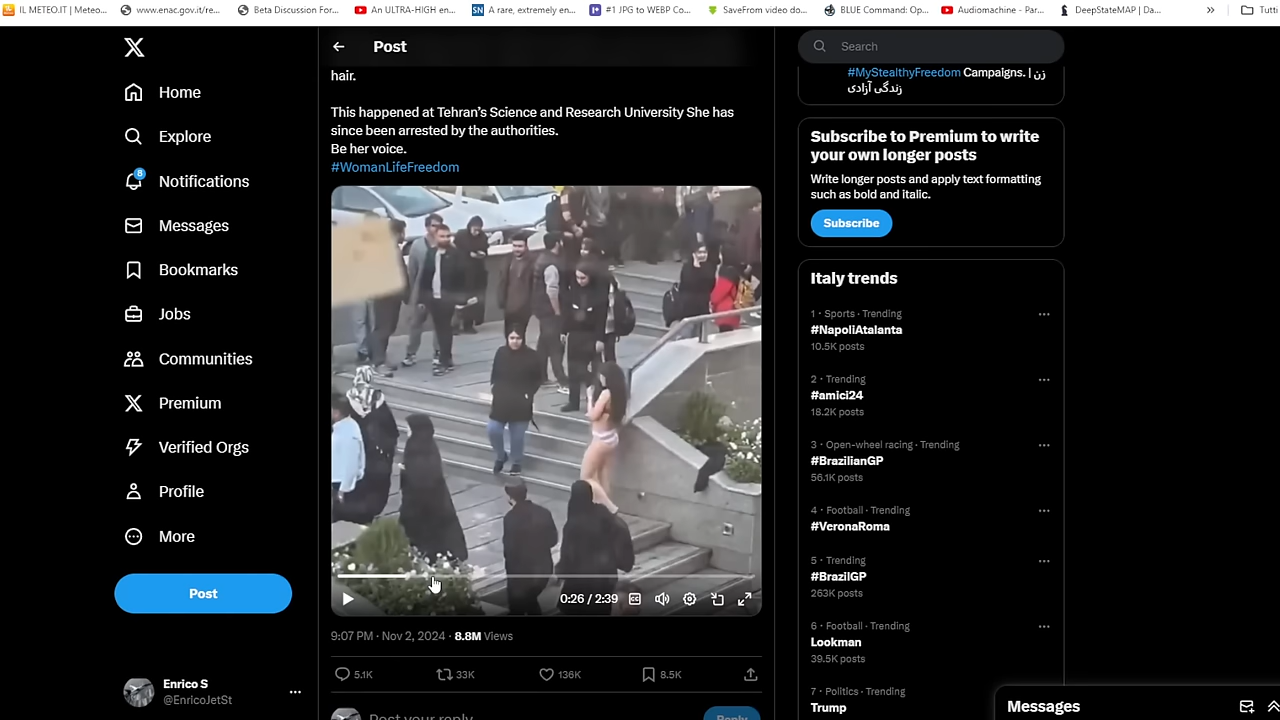 IL METEO.IT | Meteo...
www.enac.gov.it/re...
Beta Discussion For...
An ULTRA-HIGH en...
SN
A rare, extremely en...
#1 JPG to WEBP Co...
SaveFrom video do...
BLUE Command: Op...
Audiomachine - Par...
DeepStateMAP | Da...
»
Tutti
Home
Explore
8
Notifications
Messages
Bookmarks
Jobs
Communities
Premium
Verified Orgs
Profile
More
Post
Enrico S
@EnricoJetSt
...
Post
hair.
This happened at Tehran’s Science and Research University She has
since been arrested by the authorities.
Be her voice.
#WomanLifeFreedom
0:26 / 2:39
CC
9:07 PM · Nov 2, 2024 · 8.8M Views
5.1K
33K
136K
8.5K
Post your reply
Reply
Search
#MyStealthyFreedom Campaigns. | زن
زندگی آزادی
Subscribe to Premium to write
your own longer posts
Write longer posts and apply text formatting
such as bold and italic.
Subscribe
Italy trends
1 · Sports · Trending
#NapoliAtalanta
10.5K posts
2 · Trending
#amici24
18.2K posts
3 · Open-wheel racing · Trending
#BrazilianGP
56.1K posts
4 · Football · Trending
#VeronaRoma
5 · Trending
#BrazilGP
263K posts
6 · Football · Trending
Lookman
39.5K posts
7 · Politics · Trending
Trump
Messages